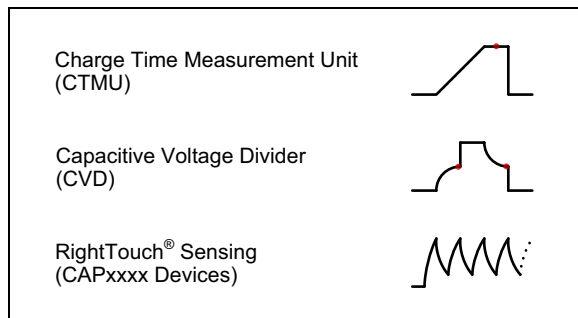 Charge Time Measurement Unit
(CTMU)
Capacitive Voltage Divider
(CVD)
RightTouch® Sensing
(CAPxxxx Devices)